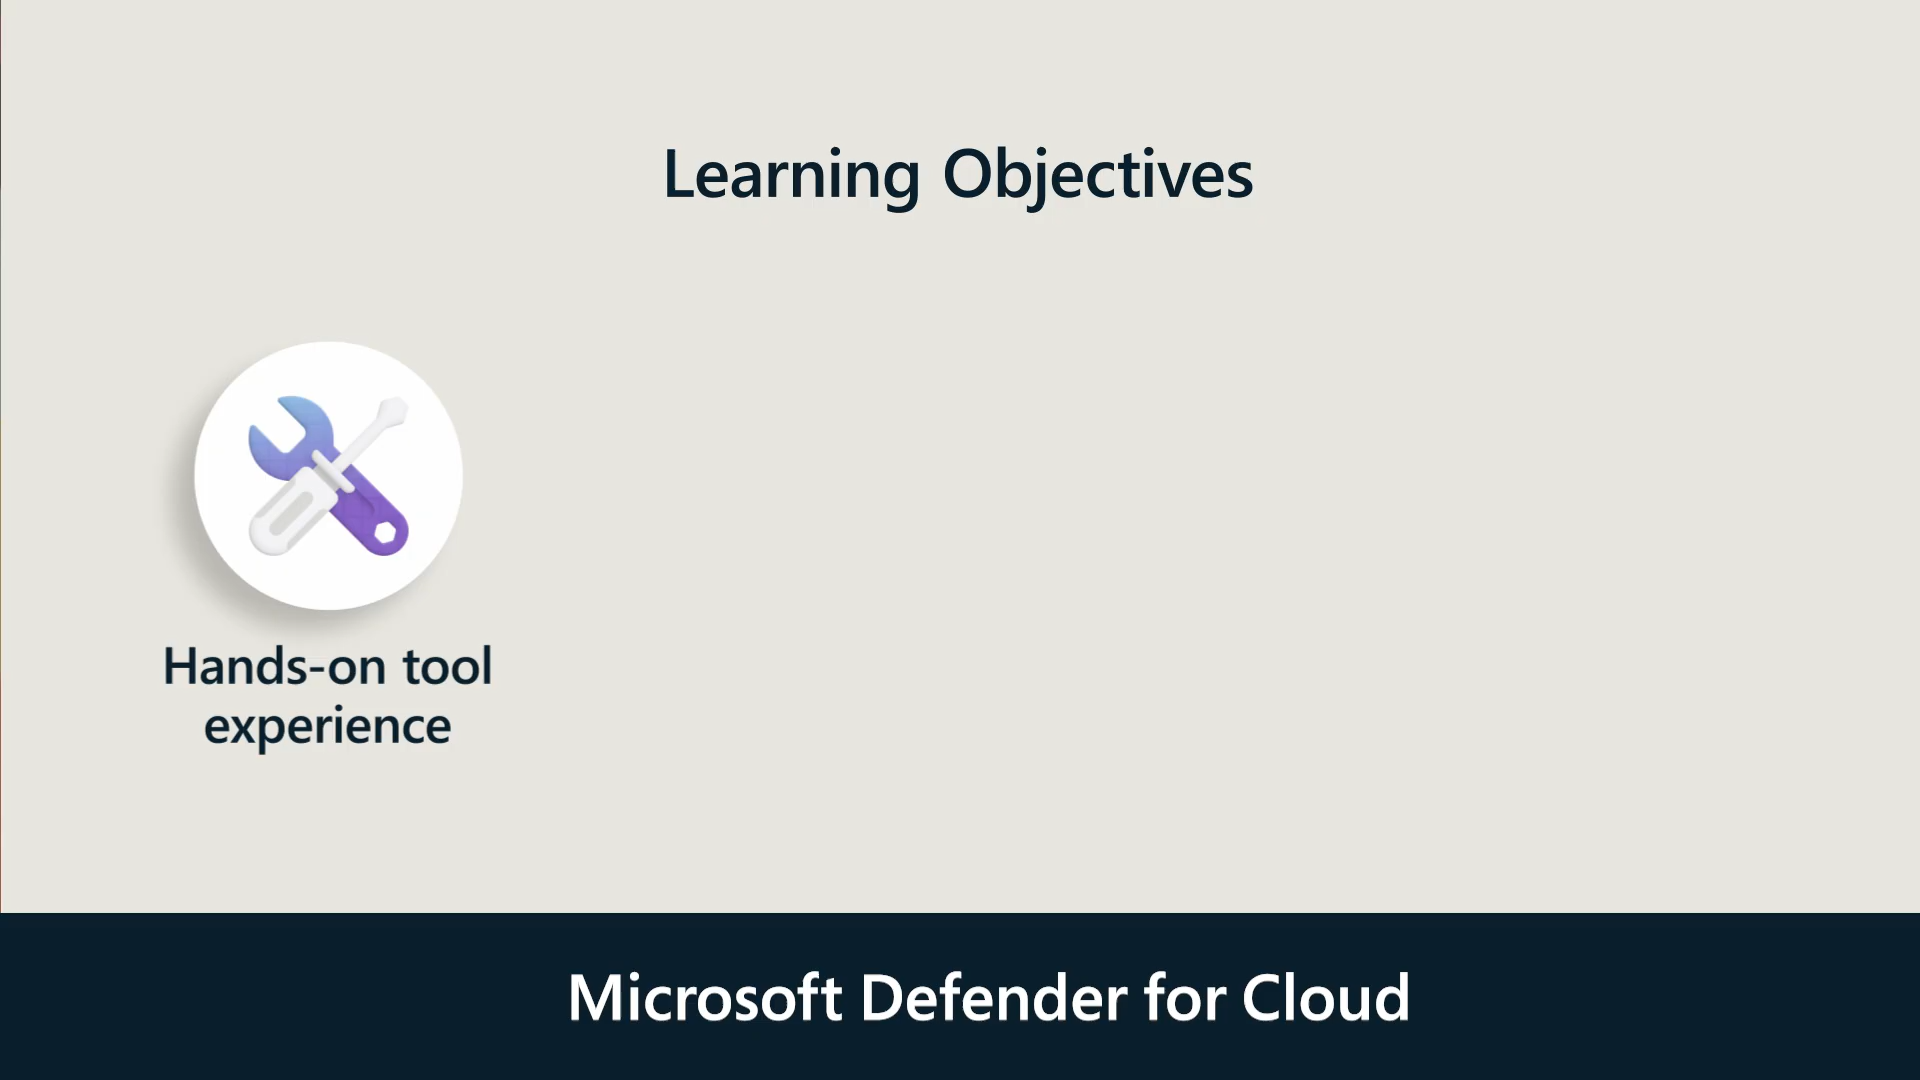 Learning Objectives
Hands-on tool
experience
Microsoft Defender for Cloud